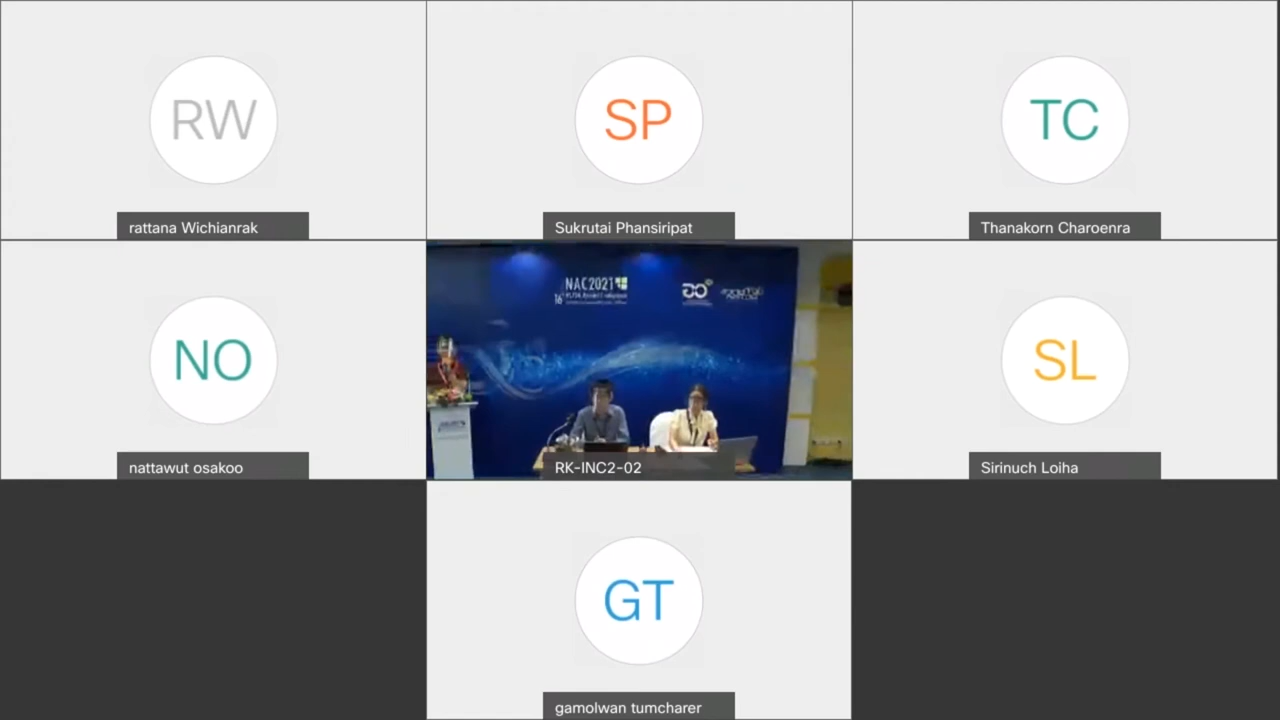 RW
SP
TC
rattana Wichianrak
Sukrutai Phansiripat
Thanakorn Charoenra
NO
NAC2021
16
SL
nattawut osakoo
RK-INC2-02
Sirinuch Loiha
GT
gamolwan tumcharer